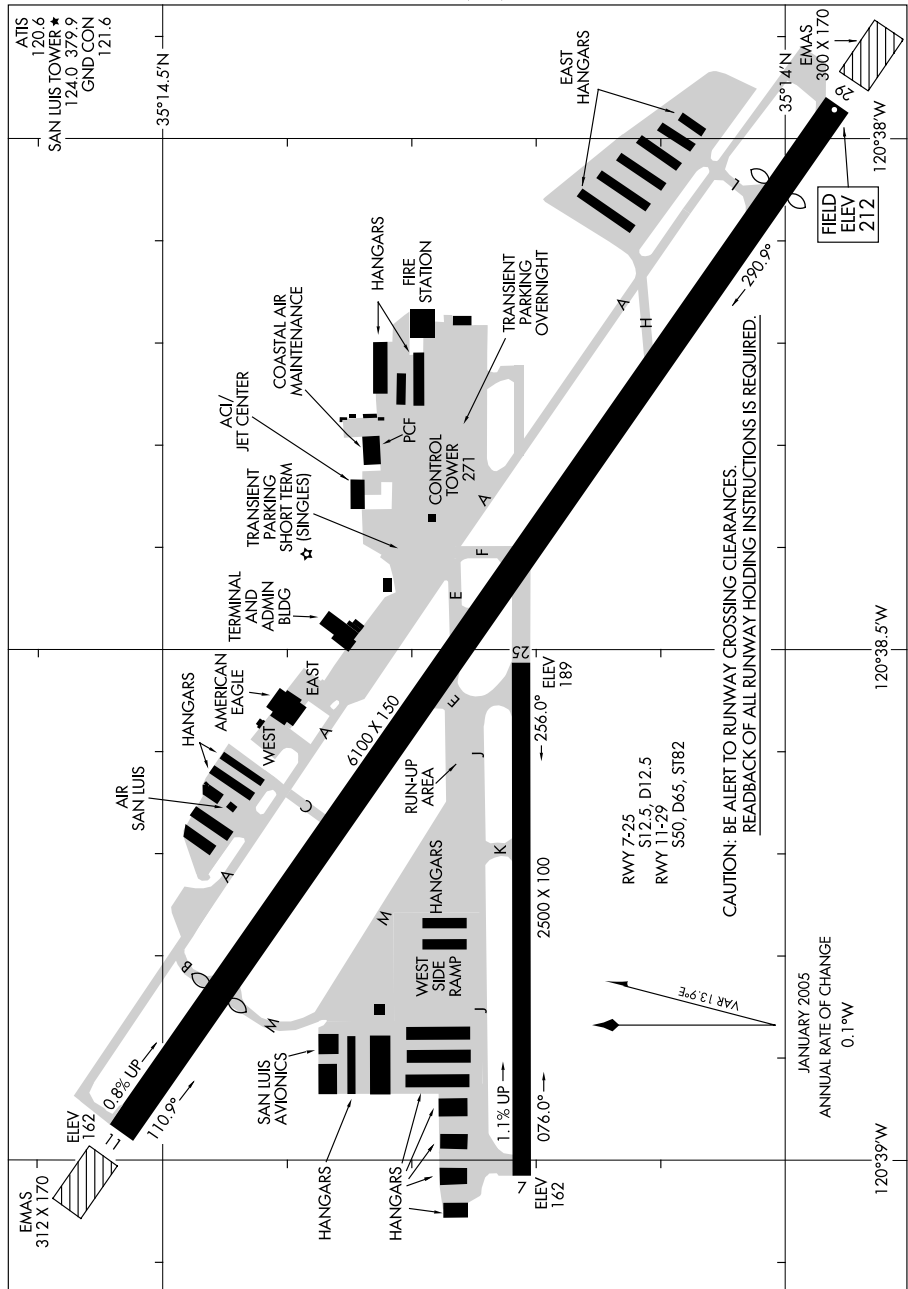 ATIS
120.6
SAN LUIS TOWER
124.0 379.9
GND CON
121.6
35°14.5'N
35°14'N
EMAS
300 X 170
EMAS
312 X 170
ELEV
162
11
0.8% UP
110.9°
29
290.9°
FIELD
ELEV
212
120°38'W
120°38.5'W
120°39'W
EAST
HANGARS
HANGARS
FIRE
STATION
COASTAL AIR
MAINTENANCE
ACI/
JET CENTER
PCF
TRANSIENT
PARKING
OVERNIGHT
CONTROL
TOWER
271
TRANSIENT
PARKING
SHORT TERM
(SINGLES)
TERMINAL
AND
ADMIN
BLDG
AMERICAN
EAGLE
EAST
WEST
HANGARS
AIR
SAN LUIS
A
A
A
A
B
C
E
E
F
H
J
J
K
L
M
M
6100 X 150
RUN-UP
AREA
HANGARS
WEST
SIDE
RAMP
SAN LUIS
AVIONICS
HANGARS
HANGARS
25
ELEV
189
256.0°
2500 X 100
1.1% UP
076.0°
7
ELEV
162
RWY 7-25
S12.5, D12.5
RWY 11-29
S50, D65, ST82
CAUTION: BE ALERT TO RUNWAY CROSSING CLEARANCES.
READBACK OF ALL RUNWAY HOLDING INSTRUCTIONS IS REQUIRED.
VAR 13.9°E
JANUARY 2005
ANNUAL RATE OF CHANGE
0.1°W